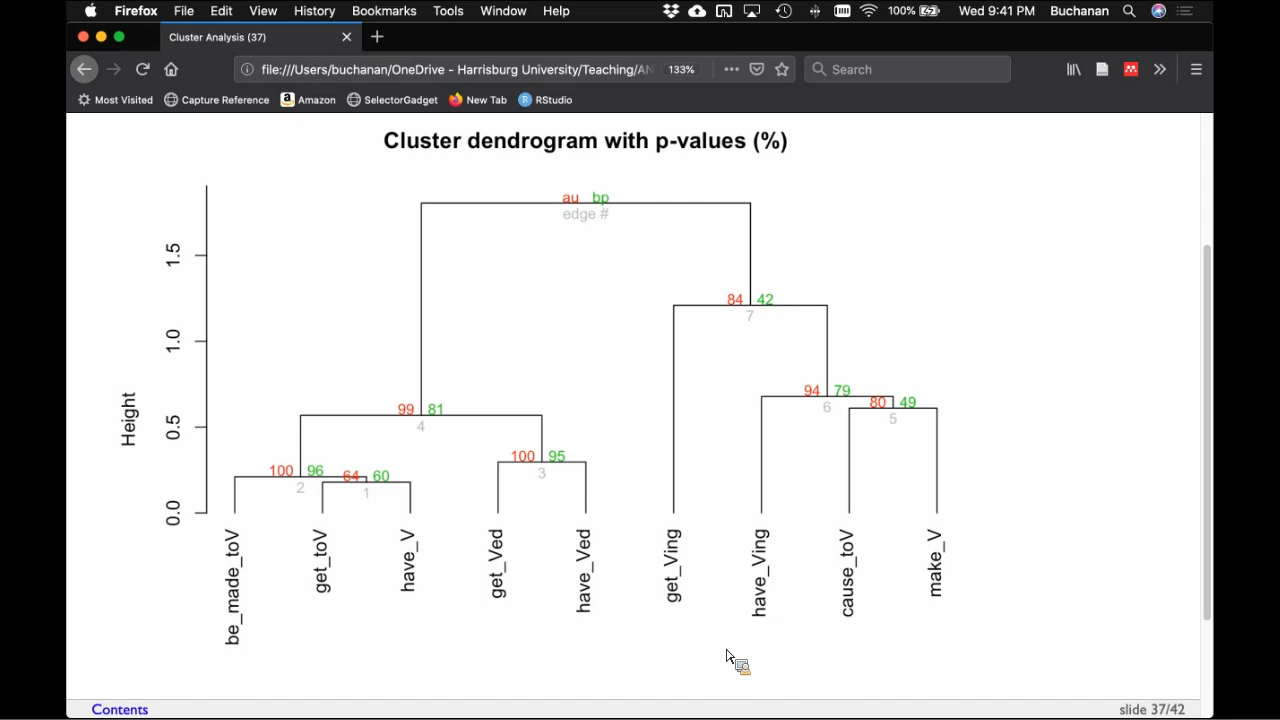 Firefox File Edit View History Bookmarks Tools Window Help 100% Wed 9:41 PM Buchanan
Cluster Analysis (37)
file:///Users/buchanan/OneDrive - Harrisburg University/Teaching/AN 133% Search
Most Visited Capture Reference Amazon SelectorGadget New Tab RStudio
Cluster dendrogram with p-values (%)
au bp
edge #
1.5
84 42
7
1.0
94 79
6
80 49
5
99 81
4
0.5
Height
100 95
3
100 96
2
64 60
1
0.0
be_made_toV
get_toV
have_V
get_Ved
have_Ved
get_Ving
have_Ving
cause_toV
make_V
Contents slide 37/42